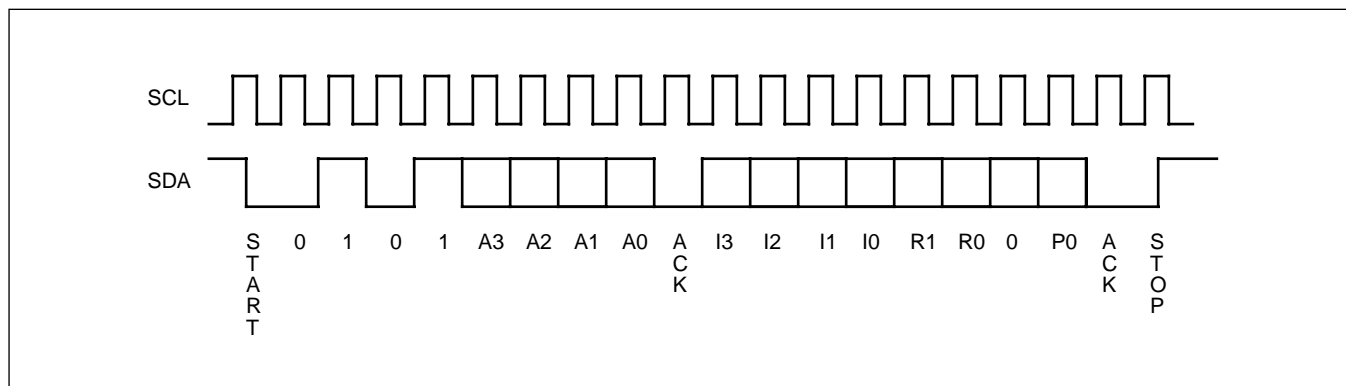 SCL
SDA
START 0 1 0 1 A3 A2 A1 A0 ACK I3 I2 I1 I0 R1 R0 0 P0 ACK STOP